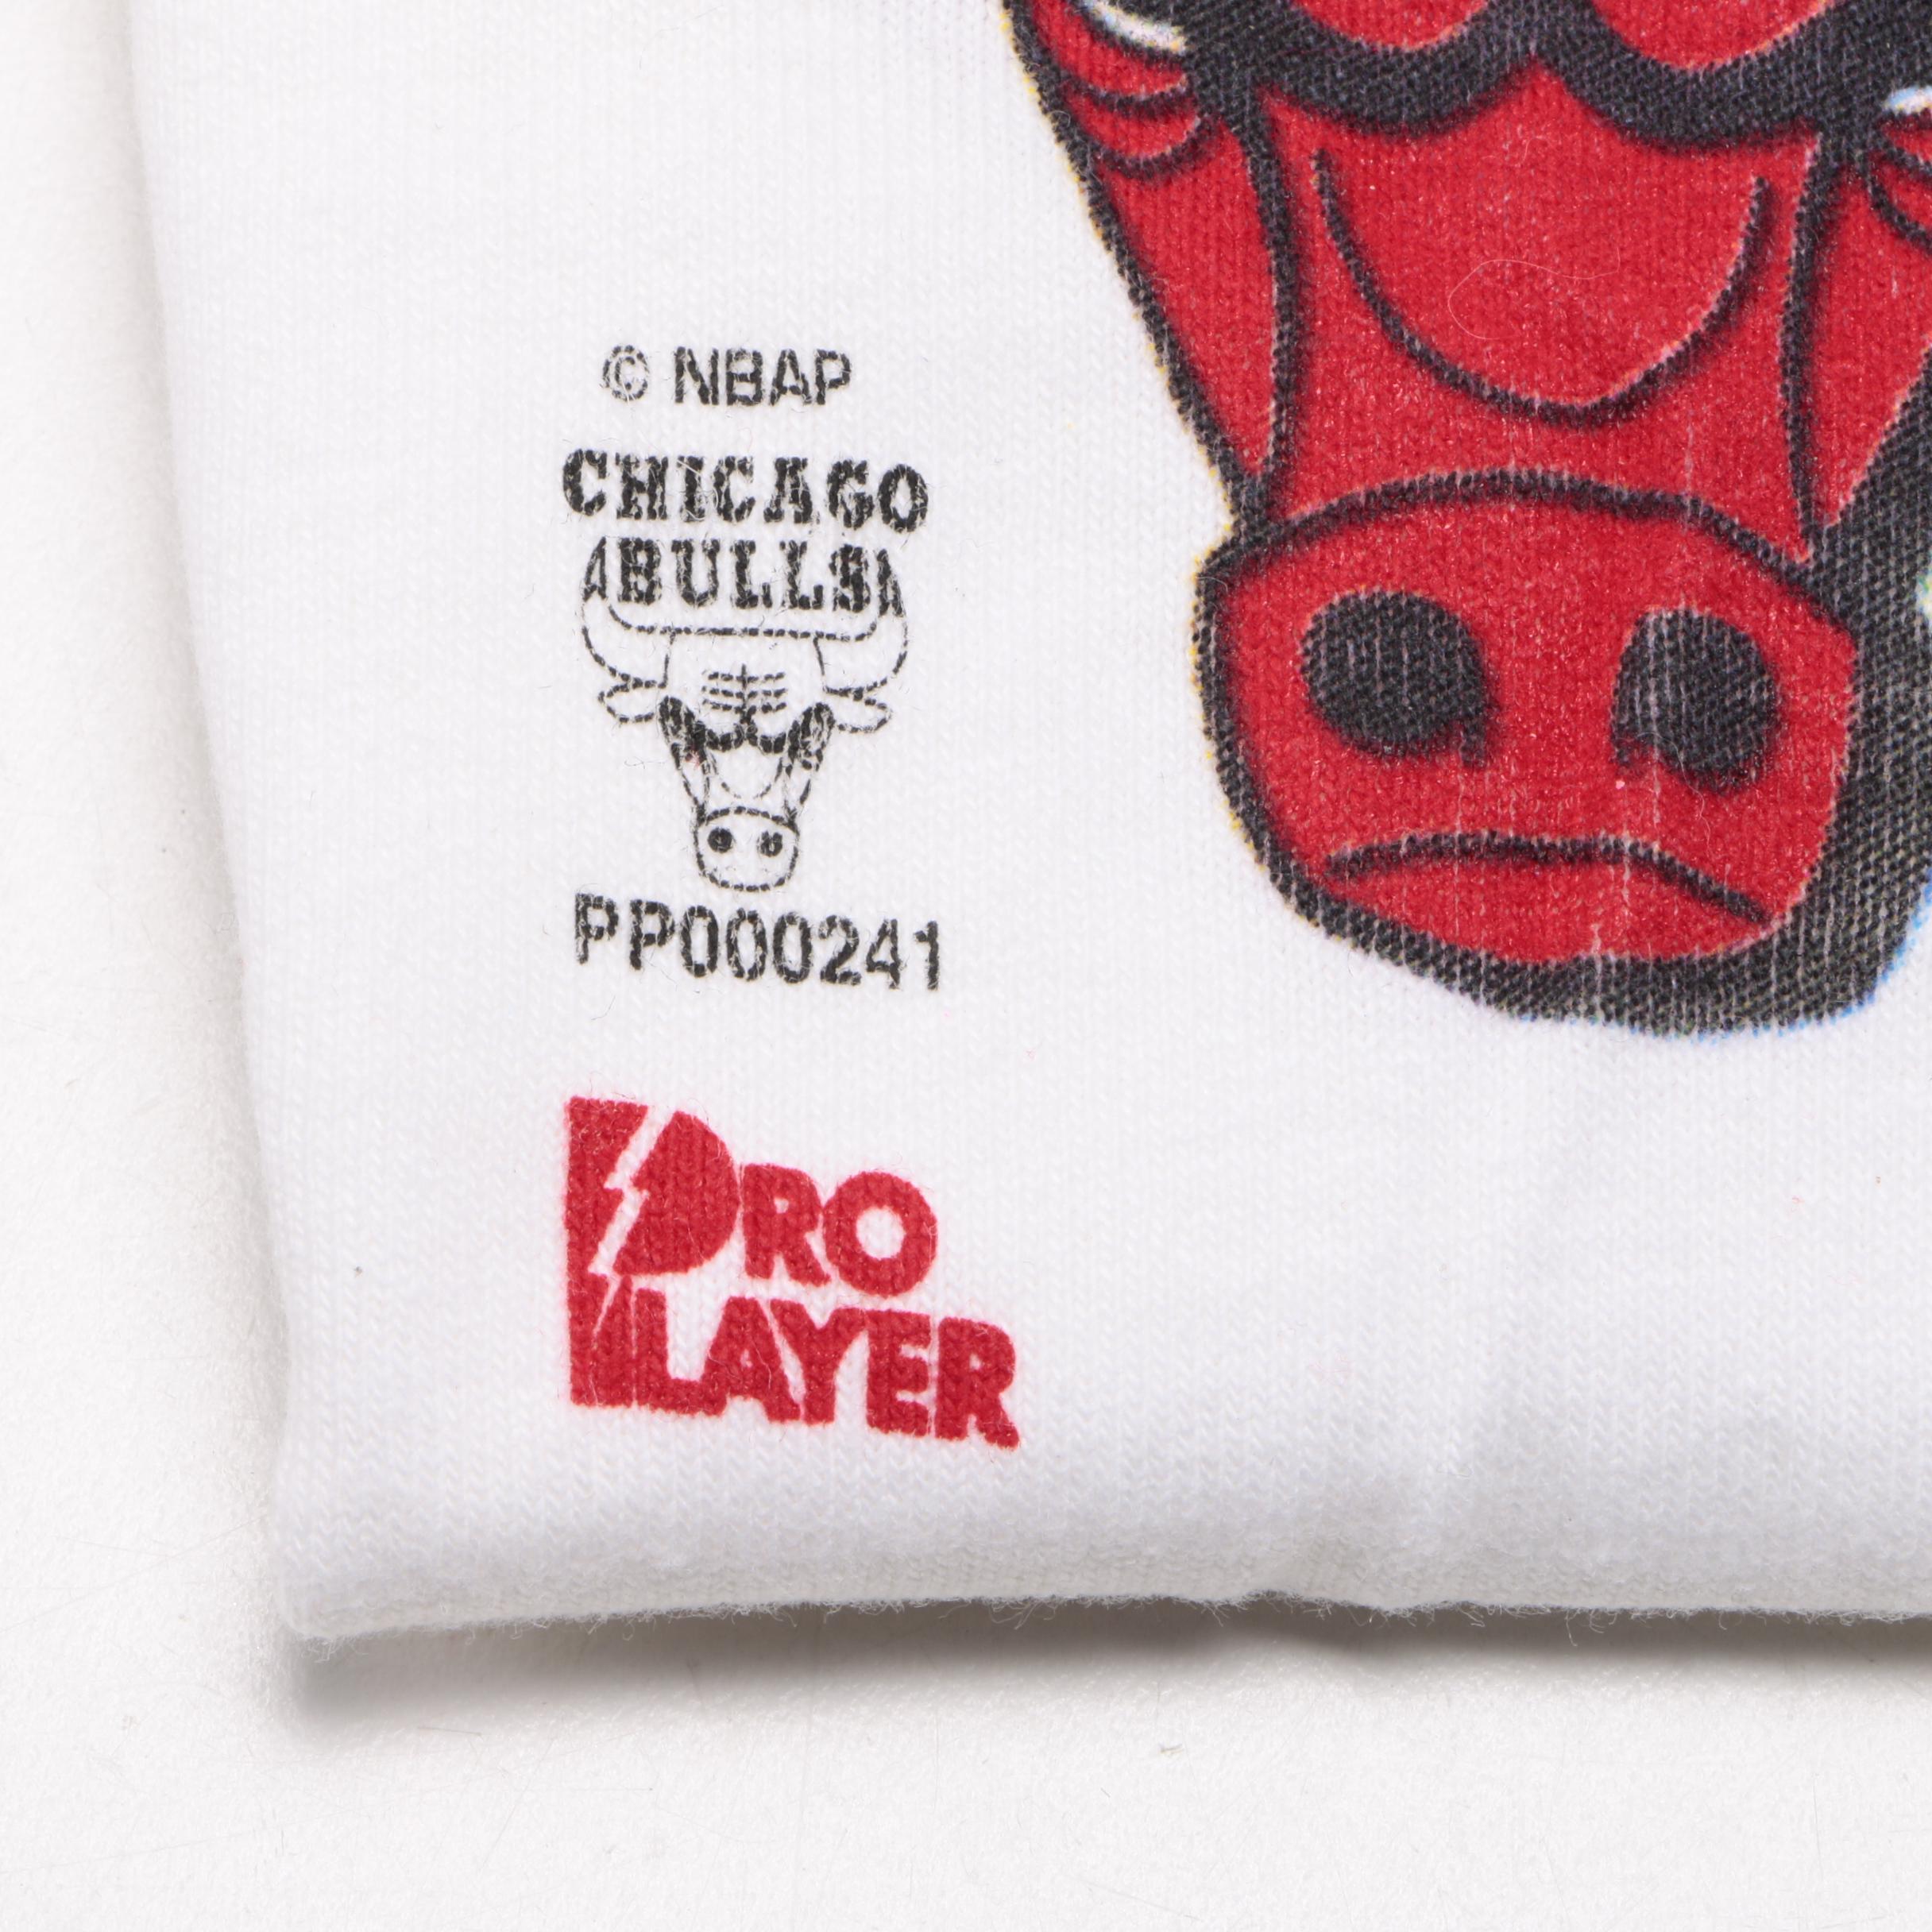 © NBAP
CHICAGO
BULLS
PP000241
PRO
PLAYER